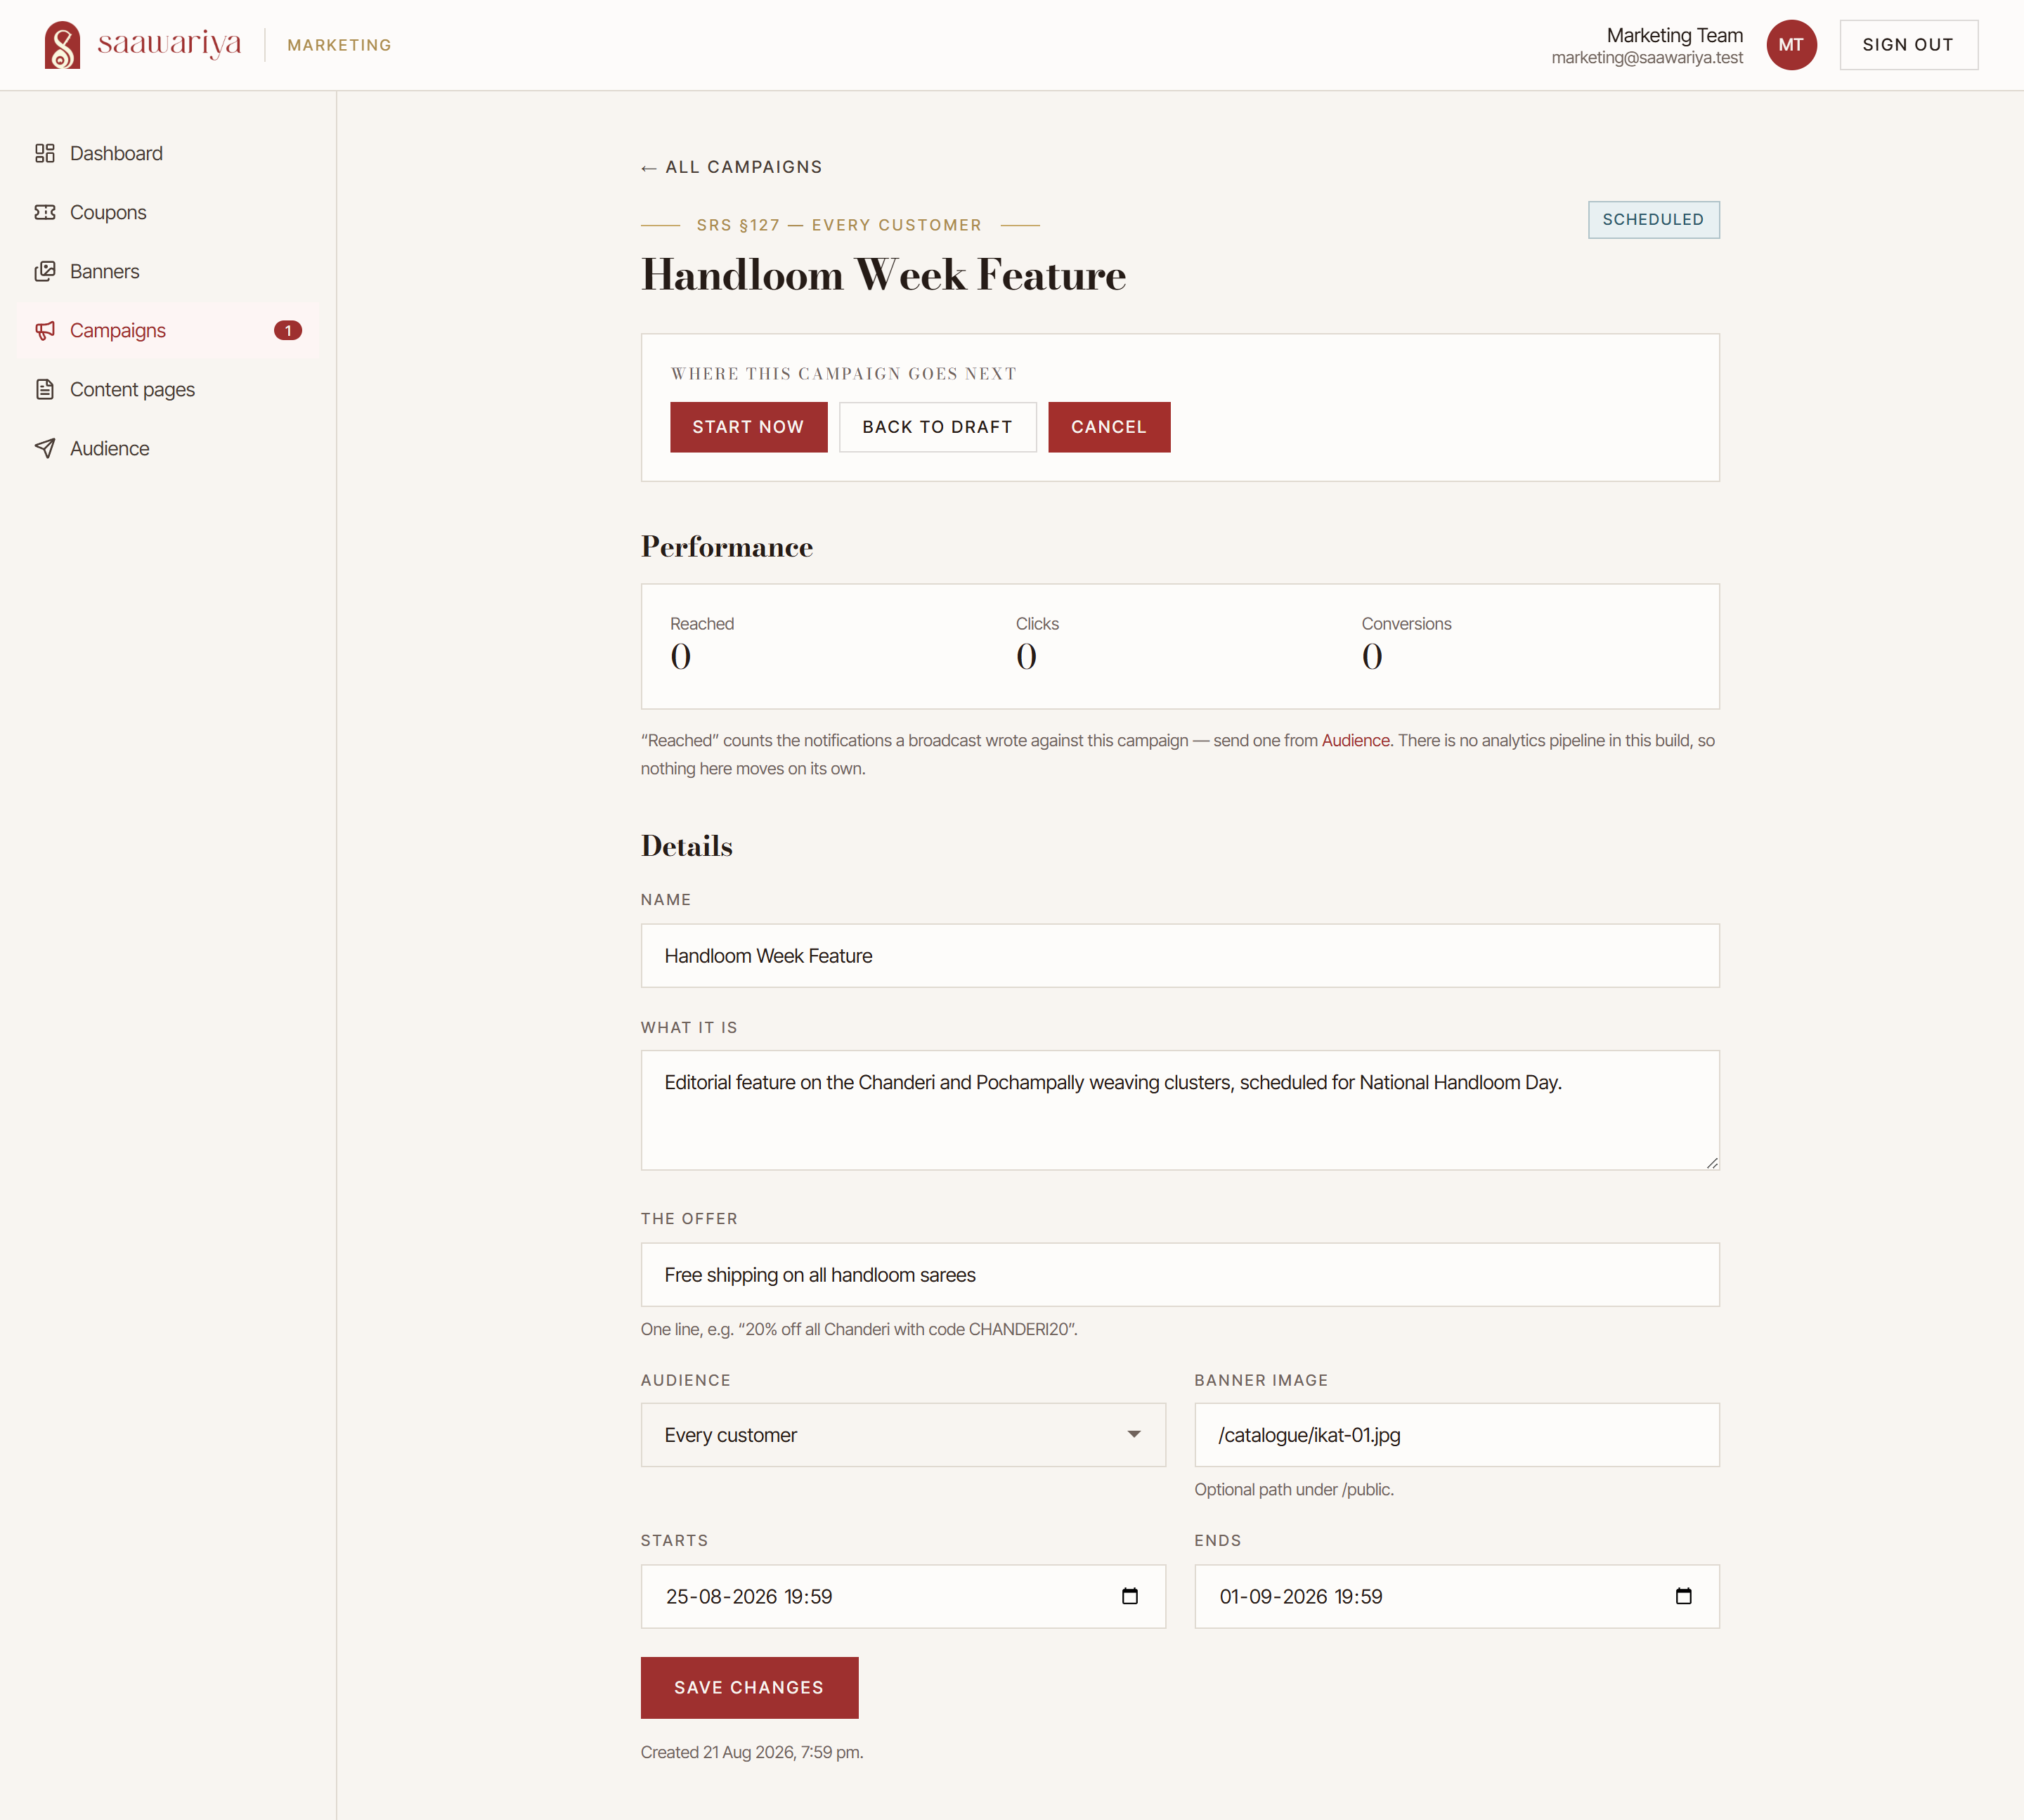 saawariya
MARKETING
Marketing Team
marketing@saawariya.test
MT
SIGN OUT
Dashboard
Coupons
Banners
Campaigns
1
Content pages
Audience
← ALL CAMPAIGNS
SRS §127 — EVERY CUSTOMER
SCHEDULED
Handloom Week Feature
WHERE THIS CAMPAIGN GOES NEXT
START NOW
BACK TO DRAFT
CANCEL
Performance
Reached
Clicks
Conversions
0
0
0
“Reached” counts the notifications a broadcast wrote against this campaign — send one from Audience. There is no analytics pipeline in this build, so
nothing here moves on its own.
Details
NAME
Handloom Week Feature
WHAT IT IS
Editorial feature on the Chanderi and Pochampally weaving clusters, scheduled for National Handloom Day.
THE OFFER
Free shipping on all handloom sarees
One line, e.g. “20% off all Chanderi with code CHANDERI20”.
AUDIENCE
BANNER IMAGE
Every customer
/catalogue/ikat-01.jpg
Optional path under /public.
STARTS
ENDS
25-08-2026 19:59
01-09-2026 19:59
SAVE CHANGES
Created 21 Aug 2026, 7:59 pm.